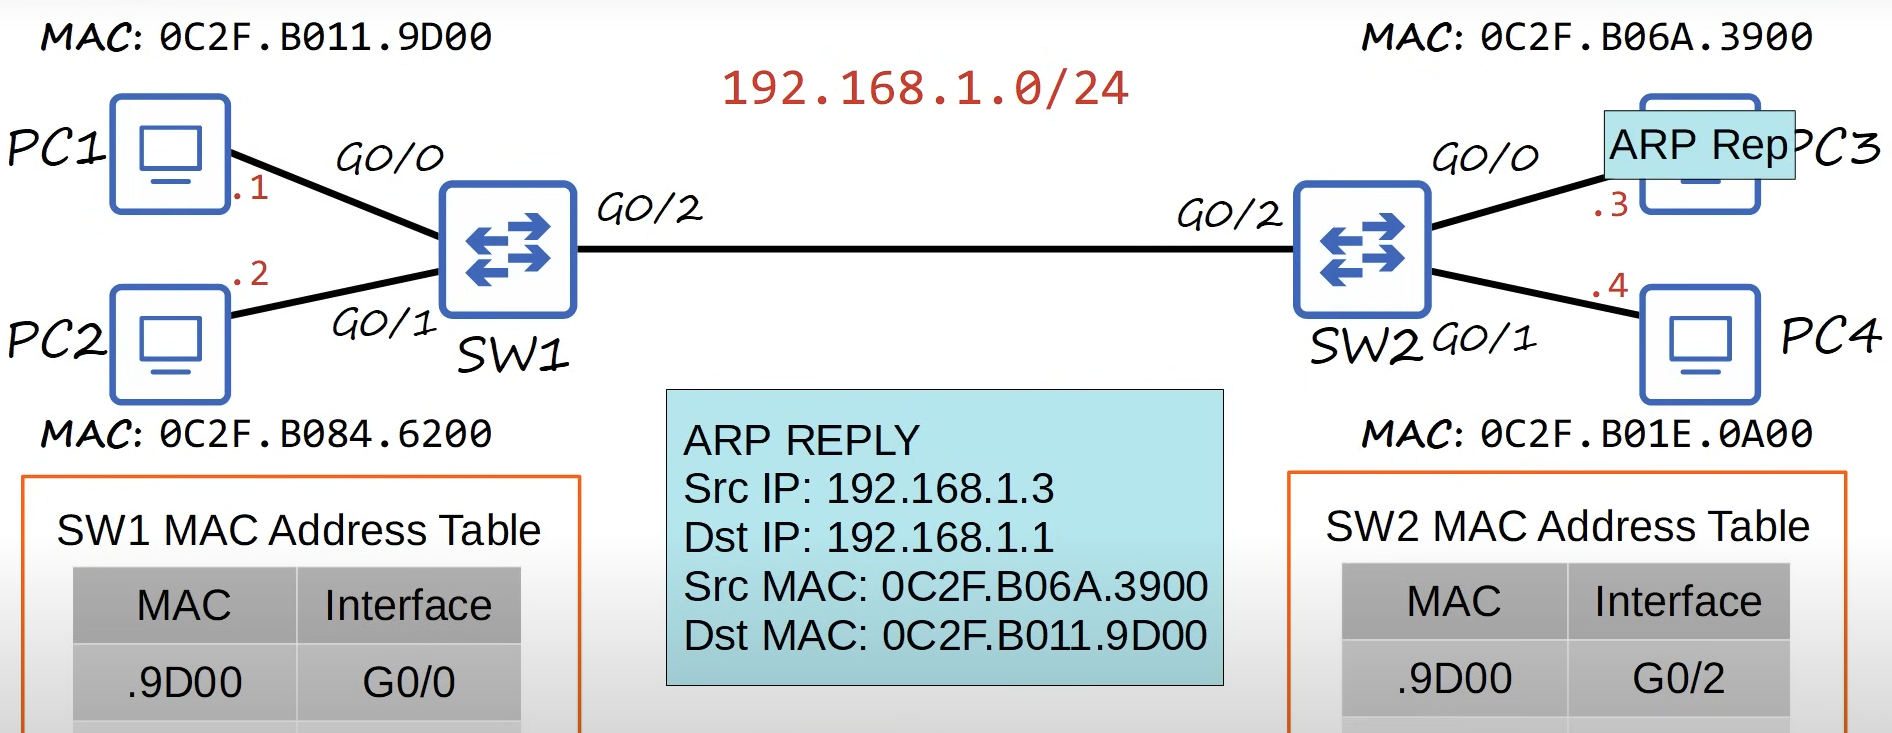 MAC: 0C2F.B011.9D00
MAC: 0C2F.B06A.3900
192.168.1.0/24
PC1
.1
G0/0
G0/2
G0/2
G0/0
ARP Rep
PC3
.3
PC2
.2
G0/1
SW1
SW2
G0/1
.4
PC4
MAC: 0C2F.B084.6200
MAC: 0C2F.B01E.0A00
ARP REPLY
Src IP: 192.168.1.3
Dst IP: 192.168.1.1
Src MAC: 0C2F.B06A.3900
Dst MAC: 0C2F.B011.9D00
SW1 MAC Address Table
MAC Interface
.9D00 G0/0
SW2 MAC Address Table
MAC Interface
.9D00 G0/2